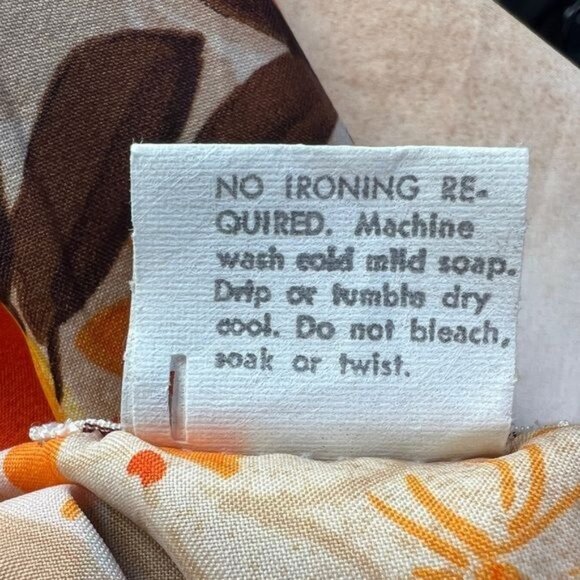 NO IRONING RE-
QUIRED. Machine
wash cold mild soap.
Drip or tumble dry
cool. Do not bleach,
soak or twist.